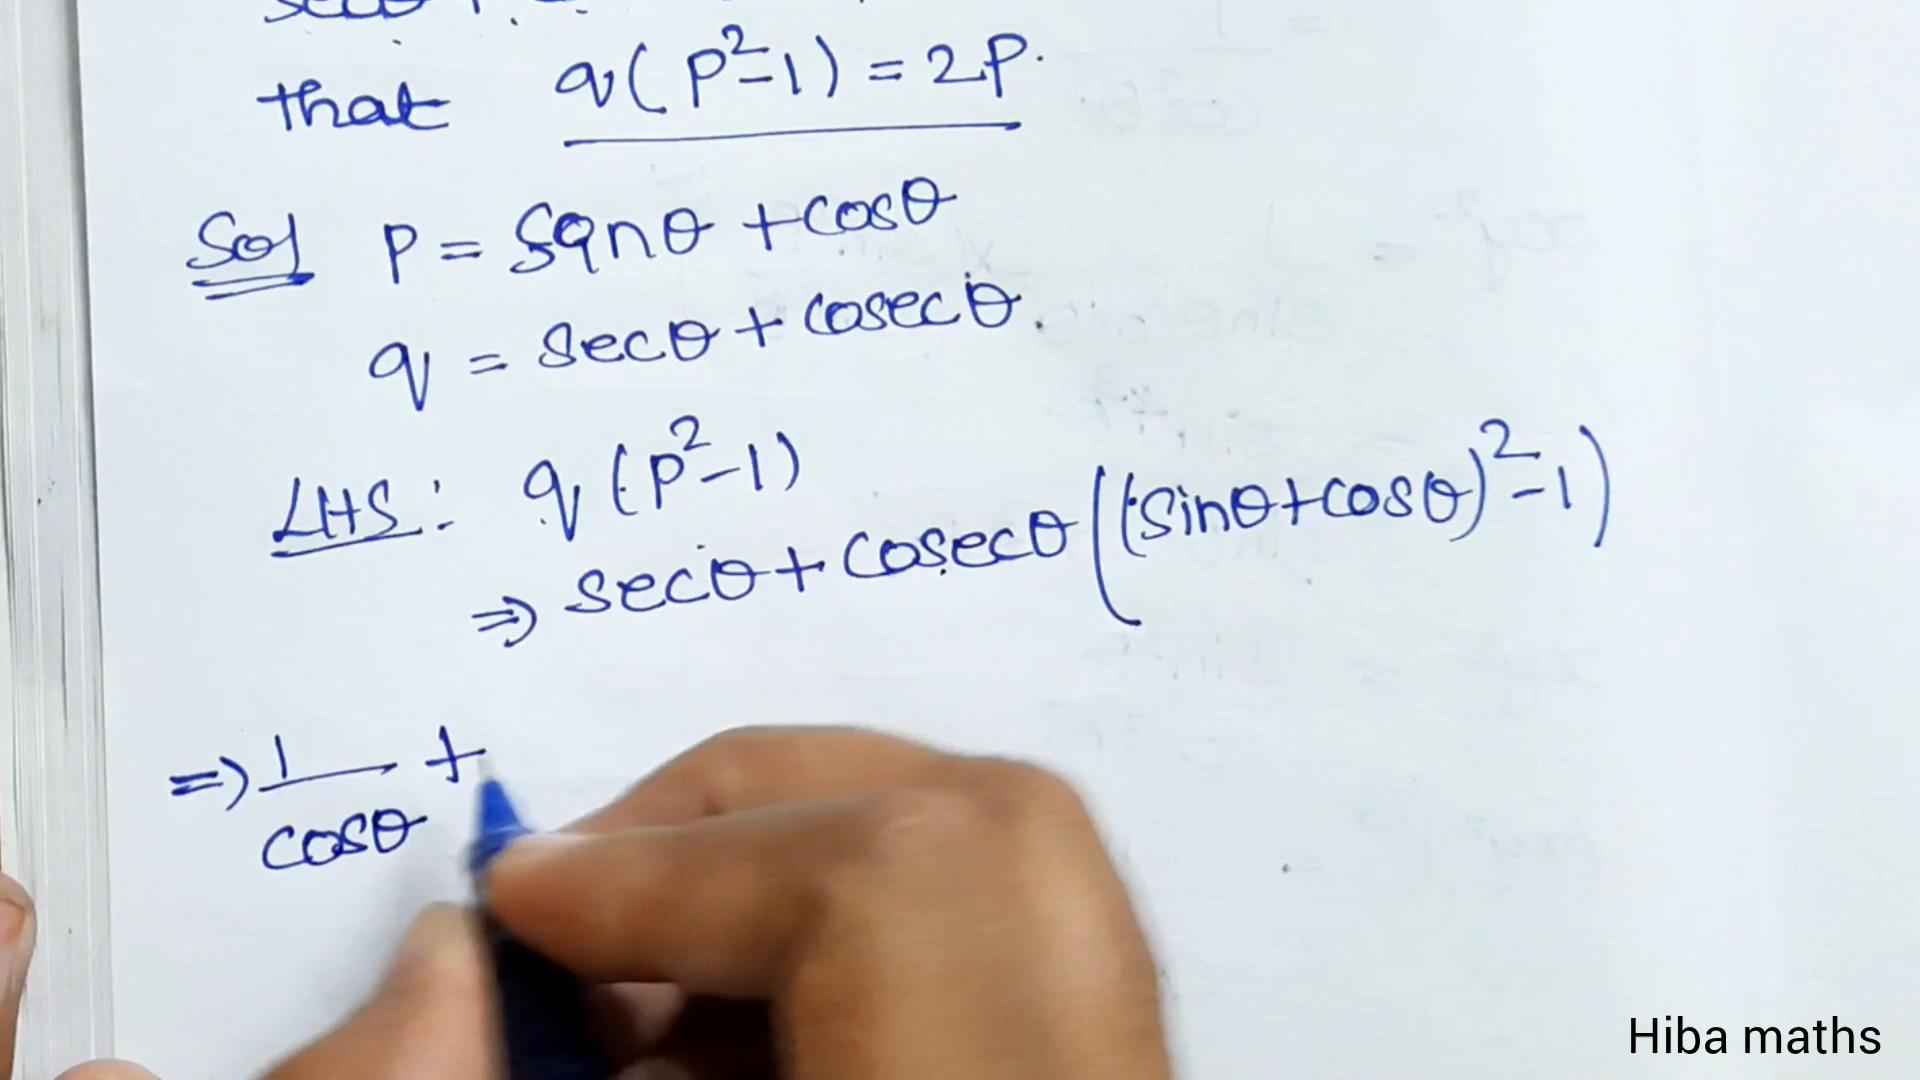 that q(p²-1) = 2P.
Sol p = sinθ + cosθ
q = secθ + cosecθ.
LHS: q(p²-1)
⇒ secθ + cosecθ((sinθ+cosθ)²-1)
⇒ 1/cosθ +
Hiba maths